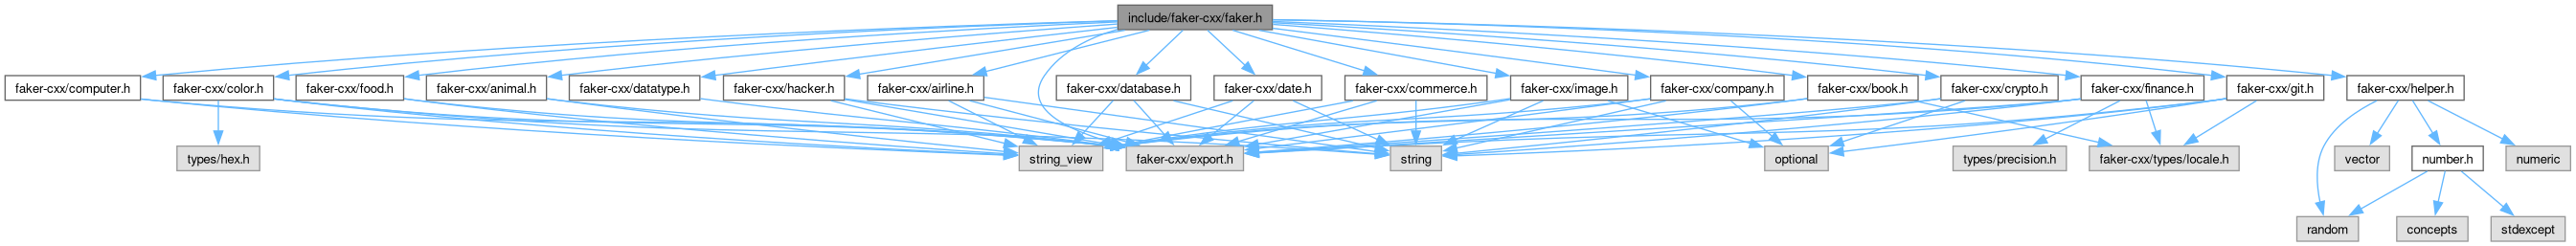 include/faker-cxx/faker.h
faker-cxx/computer.h
faker-cxx/color.h
faker-cxx/food.h
faker-cxx/animal.h
faker-cxx/datatype.h
faker-cxx/hacker.h
faker-cxx/airline.h
faker-cxx/database.h
faker-cxx/date.h
faker-cxx/commerce.h
faker-cxx/image.h
faker-cxx/company.h
faker-cxx/book.h
faker-cxx/crypto.h
faker-cxx/finance.h
faker-cxx/git.h
faker-cxx/helper.h
types/hex.h
string_view
faker-cxx/export.h
string
optional
types/precision.h
faker-cxx/types/locale.h
vector
number.h
numeric
random
concepts
stdexcept